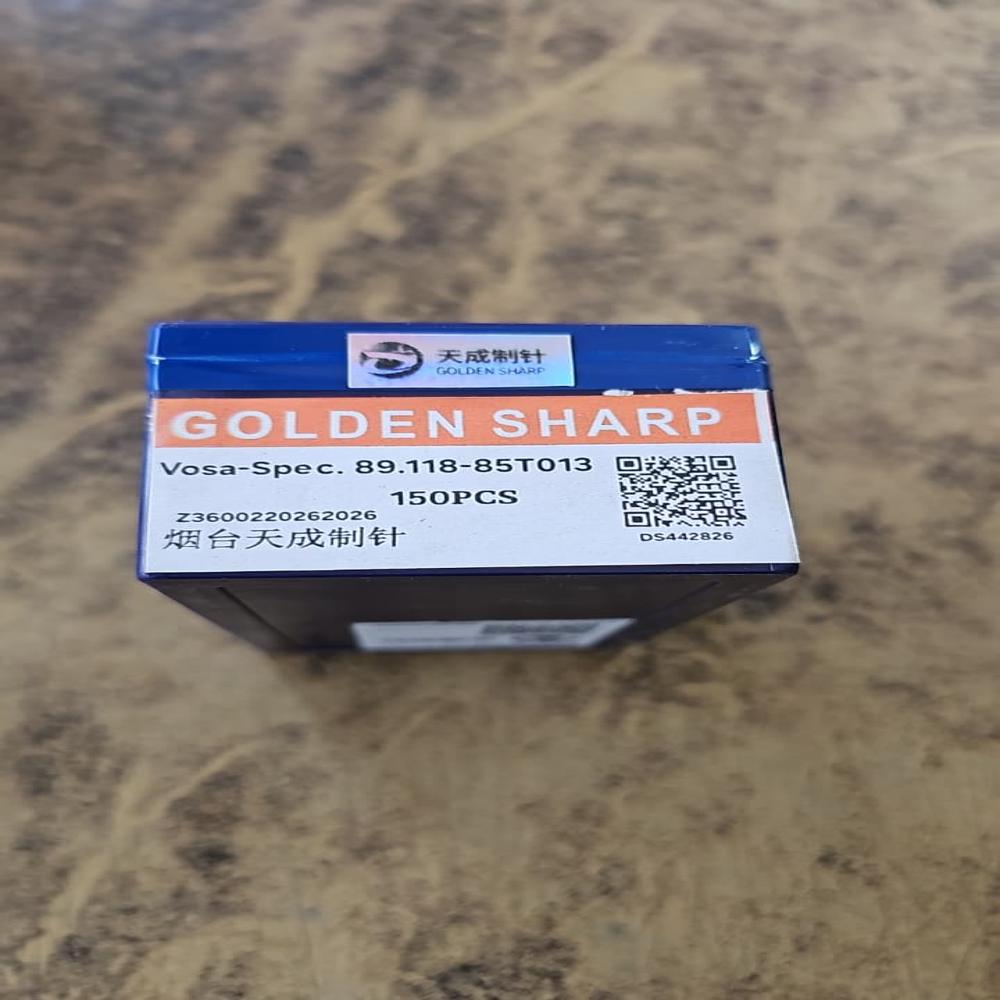 天成制针
GOLDEN SHARP
GOLDEN SHARP
Vosa-Spec. 89.118-85T013
150PCS
Z3600220262026
烟台天成制针
DS442826